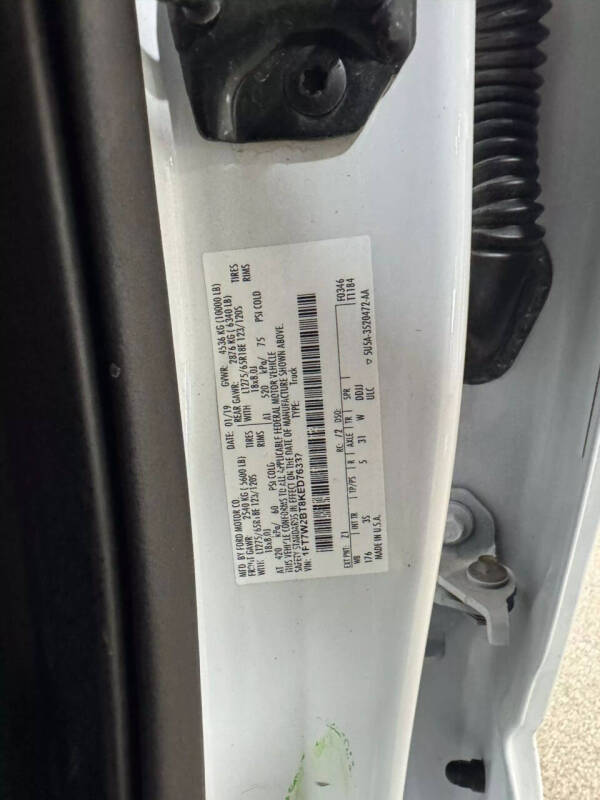 MFD. BY FORD MOTOR CO. DATE: 01/19 GVWR: 4536 KG (10000 LB)
FRONT GAWR: 2540 KG (5600 LB) REAR GAWR: 2876 KG (6340 LB)
WITH LT275/65R18E 123/120S TIRES WITH LT275/65R18E 123/120S TIRES
18x8.0J RIMS 18x8.0J RIMS
AT 420 kPa/ 60 PSI COLD AT 520 kPa/ 75 PSI COLD
THIS VEHICLE CONFORMS TO ALL APPLICABLE FEDERAL MOTOR VEHICLE
SAFETY STANDARDS IN EFFECT ON THE DATE OF MANUFACTURE SHOWN ABOVE.
VIN: 1FT7W2BT8KED76337 TYPE: Truck
F0346
EXT PNT: Z1 RC: 72 DSO: T1184
WB INT TR TP/PS R AXLE TR SPR
176 3S 5 31 W DDJJ
MADE IN U.S.A. ULC ▽ 5U5A-3520472-AA